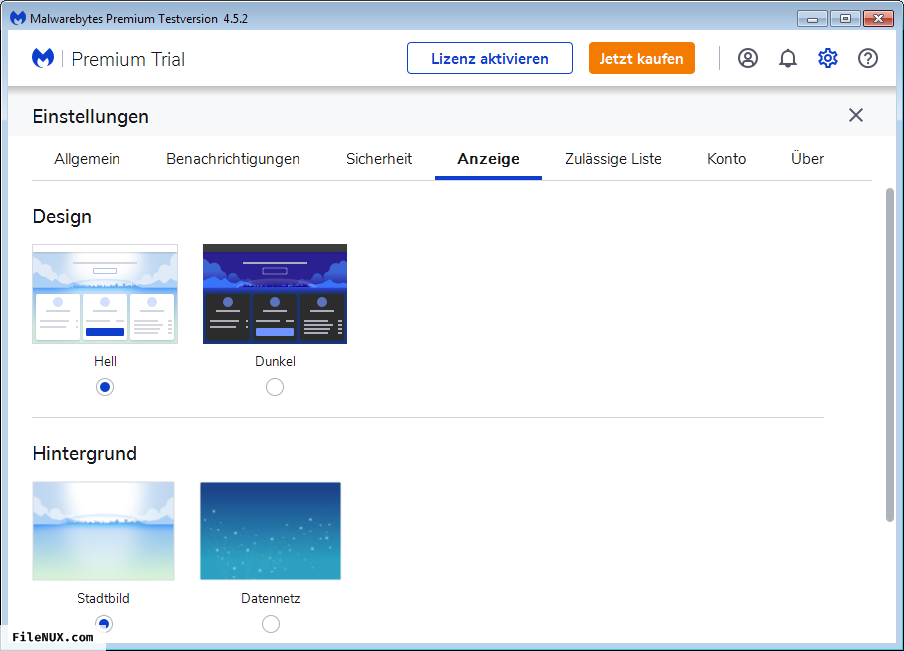 Malwarebytes Premium Testversion 4.5.2
Premium Trial
Lizenz aktivieren
Jetzt kaufen
Einstellungen
Allgemein
Benachrichtigungen
Sicherheit
Anzeige
Zulässige Liste
Konto
Über
Design
Hell
Dunkel
Hintergrund
Stadtbild
Datennetz
FileNUX.com